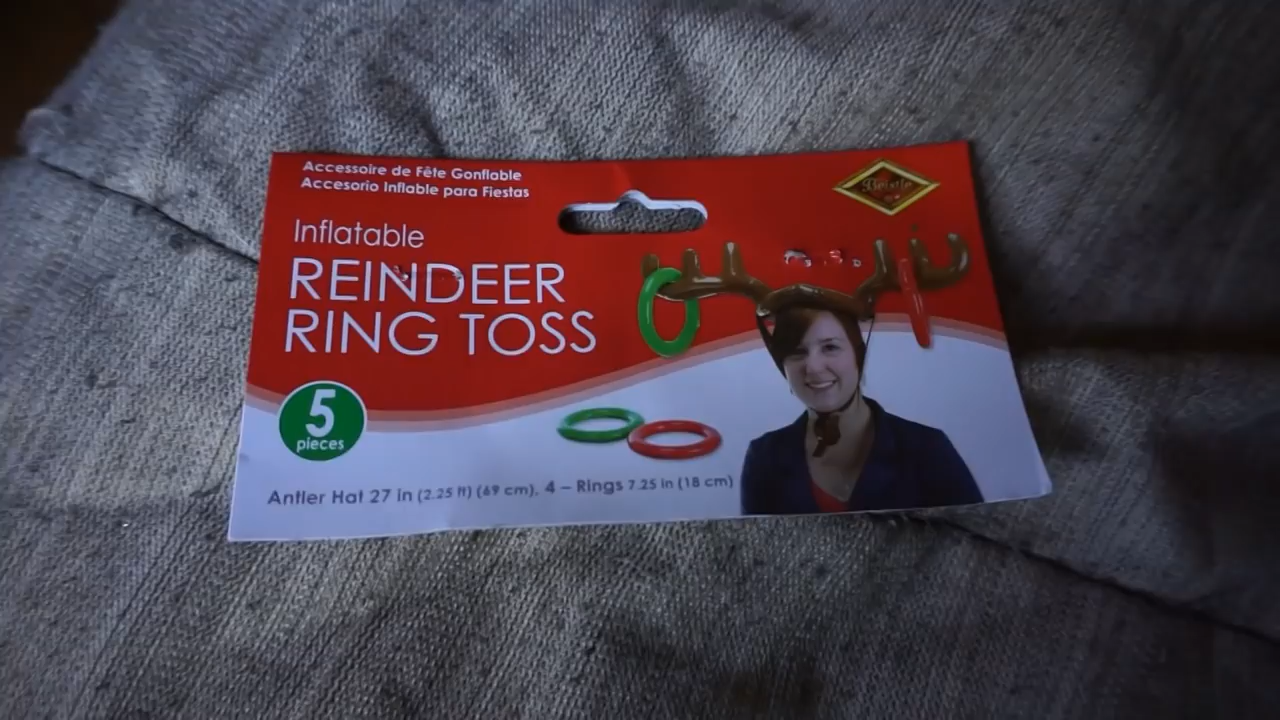 Accessoire de Fête Gonflable
Accesorio Inflable para Fiestas
Beistle
Inflatable
REINDEER
RING TOSS
5
pieces
Antler Hat 27 in (2.25 ft) (69 cm), 4 – Rings 7.25 in (18 cm)